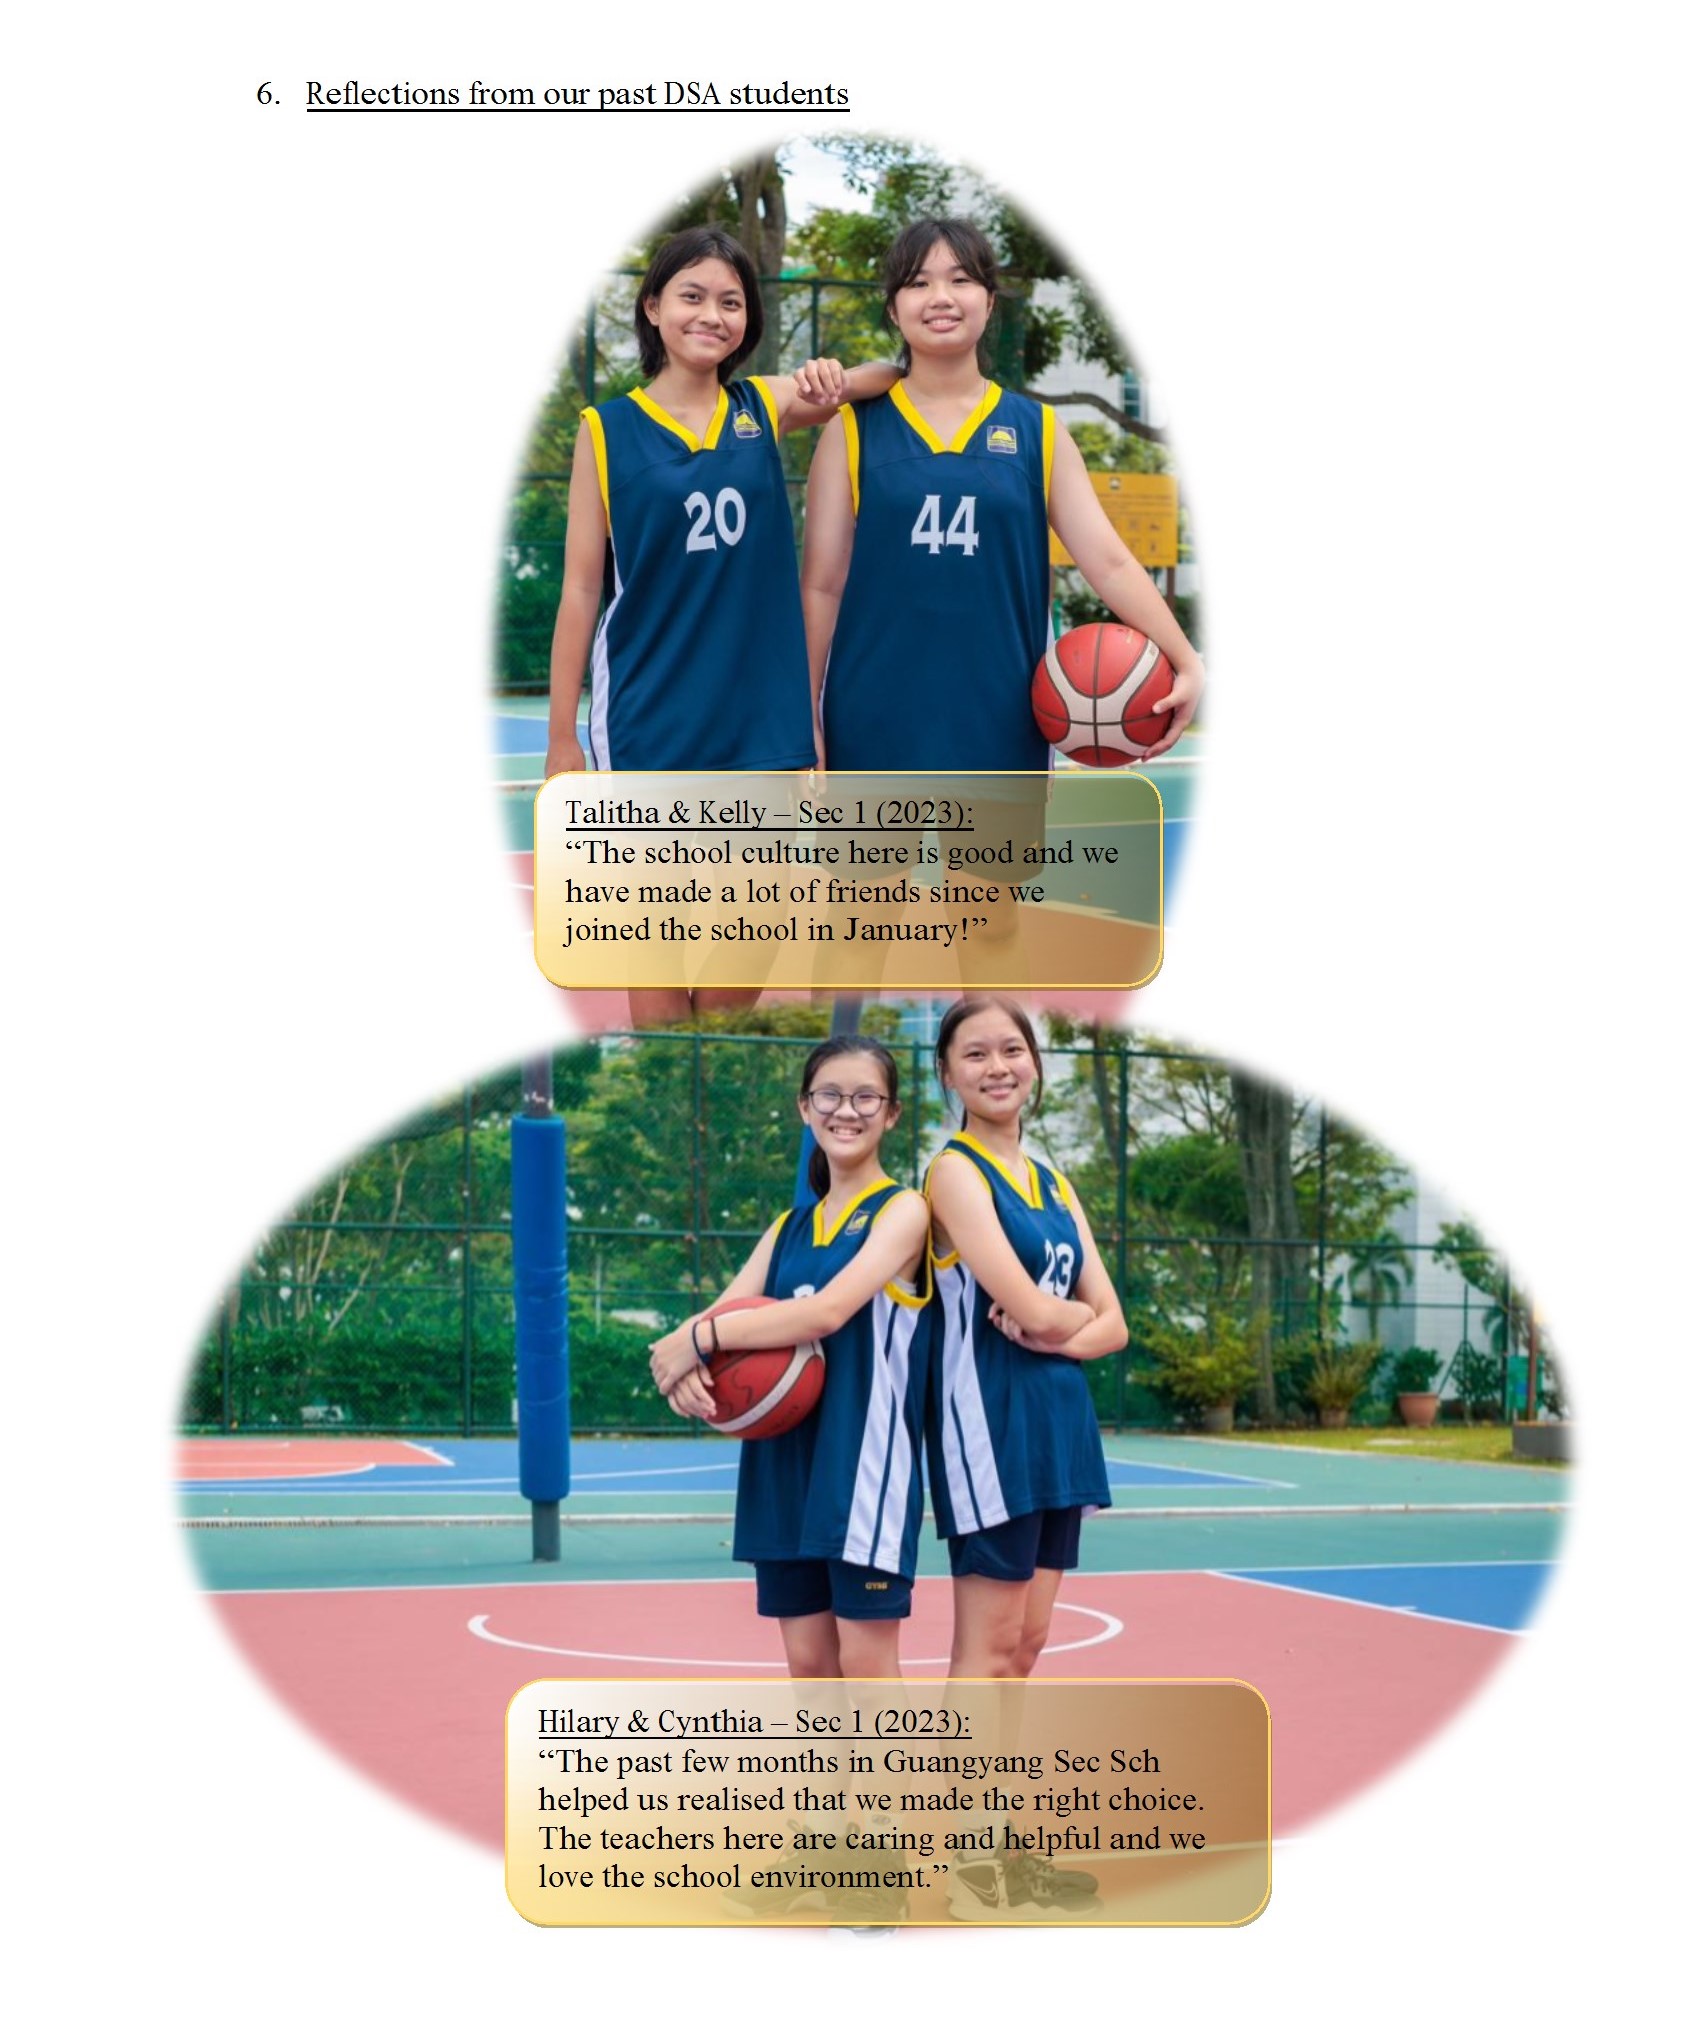 6. Reflections from our past DSA students
20
44
Talitha & Kelly – Sec 1 (2023):
“The school culture here is good and we
have made a lot of friends since we
joined the school in January!”
23
GYSS
Hilary & Cynthia – Sec 1 (2023):
“The past few months in Guangyang Sec Sch
helped us realised that we made the right choice.
The teachers here are caring and helpful and we
love the school environment.”